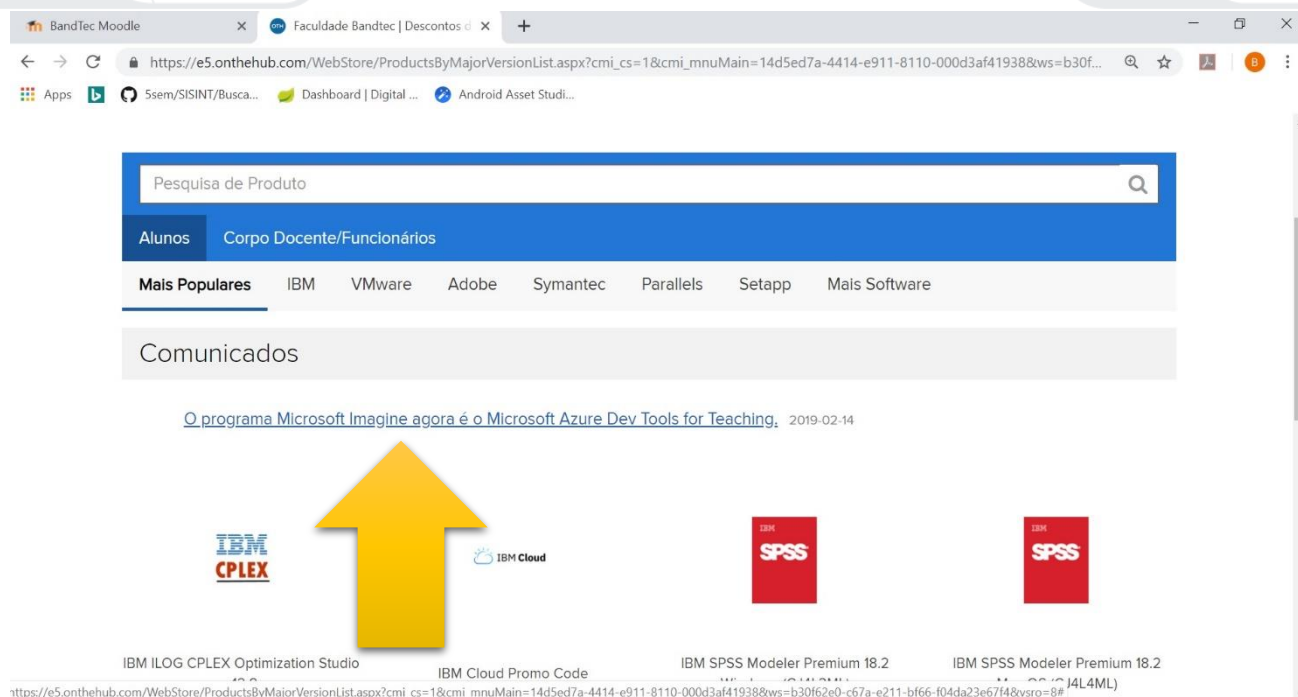 BandTec Moodle
Faculdade Bandtec | Descontos d
https://e5.onthehub.com/WebStore/ProductsByMajorVersionList.aspx?cmi_cs=1&cmi_mnuMain=14d5ed7a-4414-e911-8110-000d3af41938&ws=b30f...
B
Apps
5sem/SISINT/Busca...
Dashboard | Digital ...
Android Asset Studi...
Pesquisa de Produto
Alunos Corpo Docente/Funcionários
Mais Populares IBM VMware Adobe Symantec Parallels Setapp Mais Software
Comunicados
O programa Microsoft Imagine agora é o Microsoft Azure Dev Tools for Teaching. 2019-02-14
IBM
CPLEX
IBM Cloud
IBM
SPSS
IBM
SPSS
IBM ILOG CPLEX Optimization Studio
IBM Cloud Promo Code
IBM SPSS Modeler Premium 18.2
IBM SPSS Modeler Premium 18.2
https://e5.onthehub.com/WebStore/ProductsByMajorVersionList.aspx?cmi_cs=1&cmi_mnuMain=14d5ed7a-4414-e911-8110-000d3af41938&ws=b30f62e0-c67a-e211-bf66-f04da23e67f4&vsro=8#